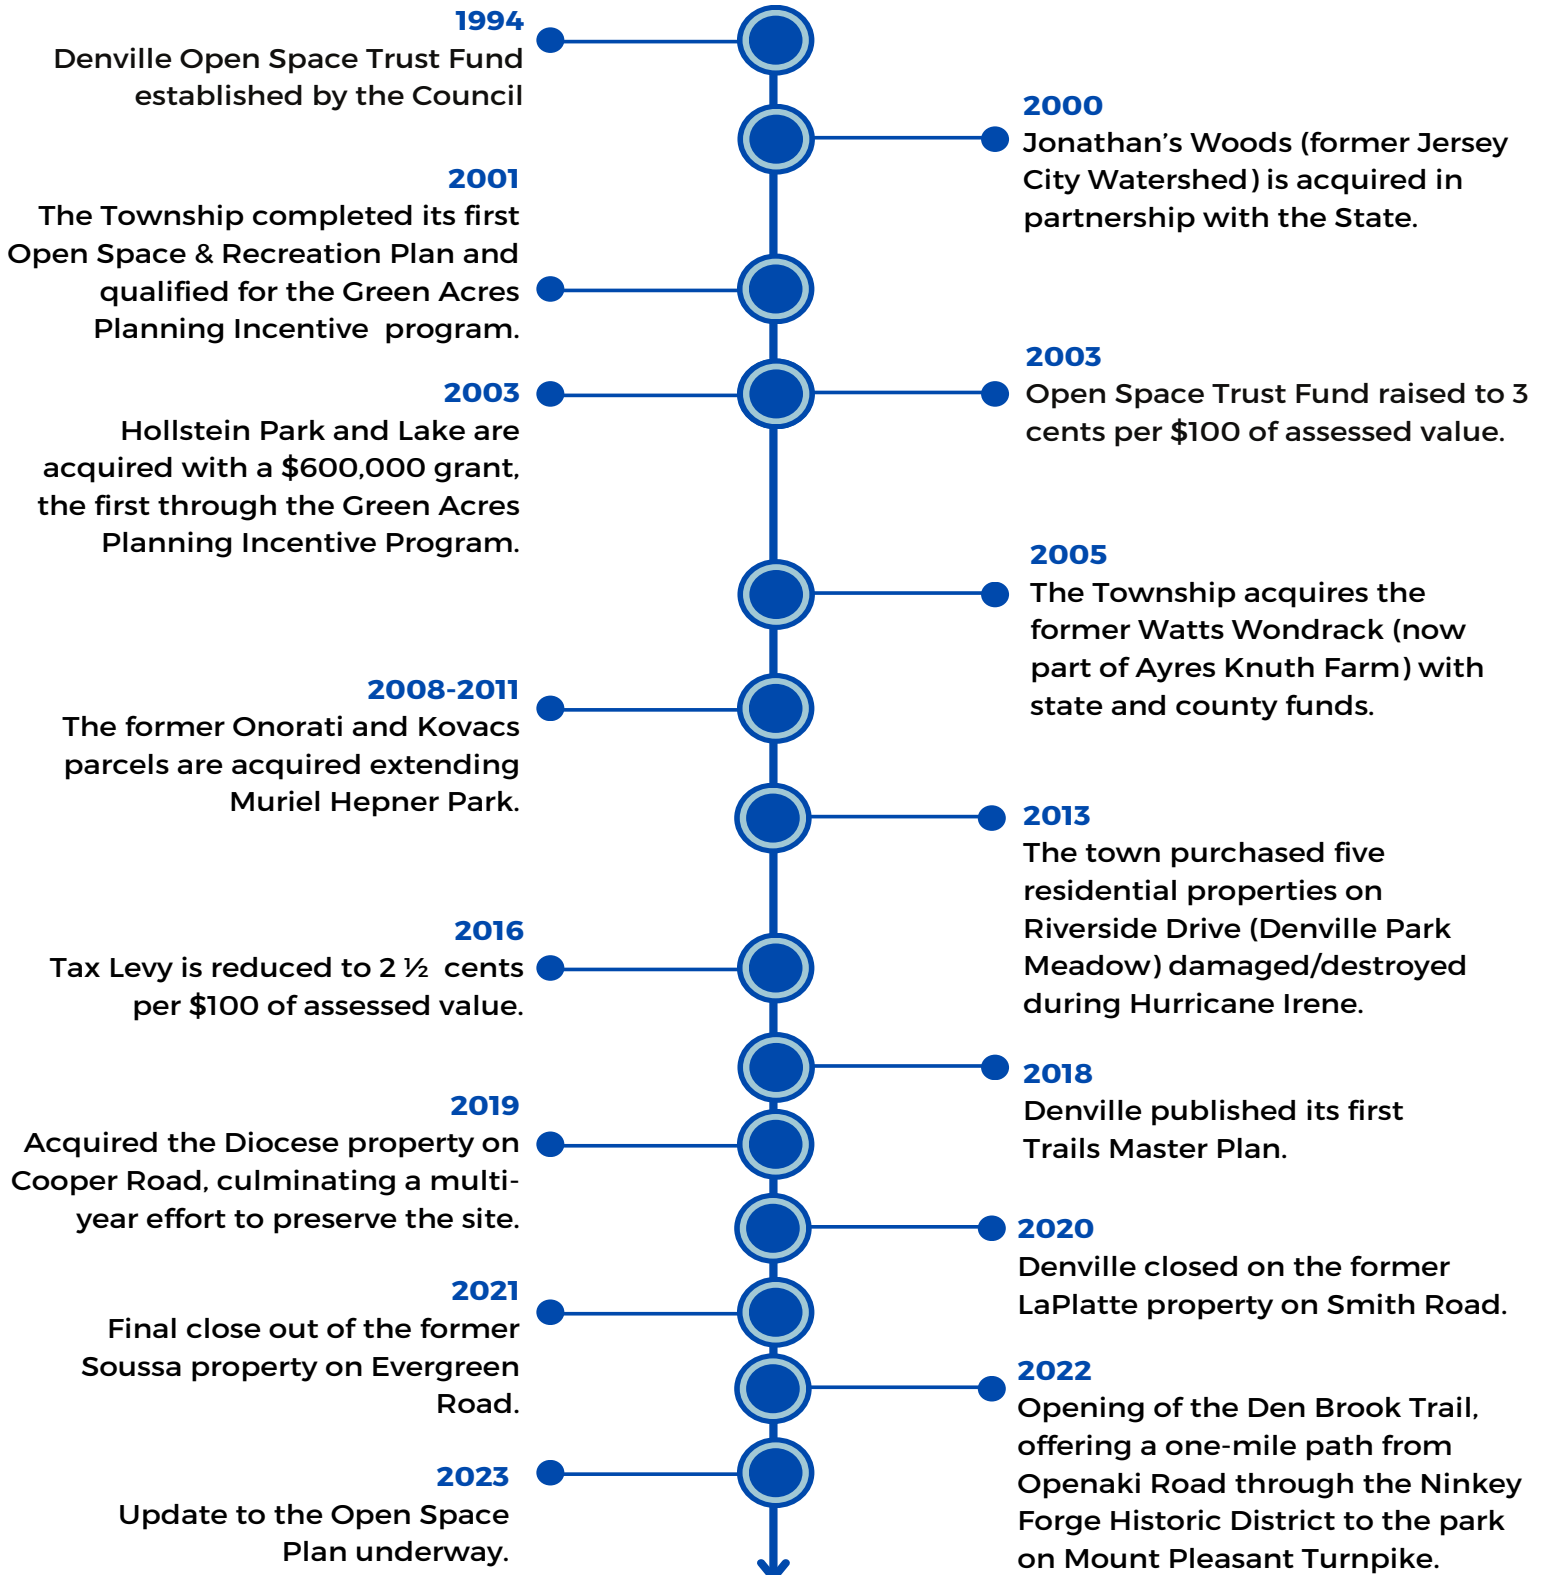 1994
Denville Open Space Trust Fund
established by the Council
2000
Jonathan’s Woods (former Jersey
City Watershed) is acquired in
partnership with the State.
2001
The Township completed its first
Open Space & Recreation Plan and
qualified for the Green Acres
Planning Incentive program.
2003
Open Space Trust Fund raised to 3
cents per $100 of assessed value.
2003
Hollstein Park and Lake are
acquired with a $600,000 grant,
the first through the Green Acres
Planning Incentive Program.
2005
The Township acquires the
former Watts Wondrack (now
part of Ayres Knuth Farm) with
state and county funds.
2008-2011
The former Onorati and Kovacs
parcels are acquired extending
Muriel Hepner Park.
2013
The town purchased five
residential properties on
Riverside Drive (Denville Park
Meadow) damaged/destroyed
during Hurricane Irene.
2016
Tax Levy is reduced to 2 ½ cents
per $100 of assessed value.
2018
Denville published its first
Trails Master Plan.
2019
Acquired the Diocese property on
Cooper Road, culminating a multi-
year effort to preserve the site.
2020
Denville closed on the former
LaPlatte property on Smith Road.
2021
Final close out of the former
Soussa property on Evergreen
Road.
2022
Opening of the Den Brook Trail,
offering a one-mile path from
Openaki Road through the Ninkey
Forge Historic District to the park
on Mount Pleasant Turnpike.
2023
Update to the Open Space
Plan underway.